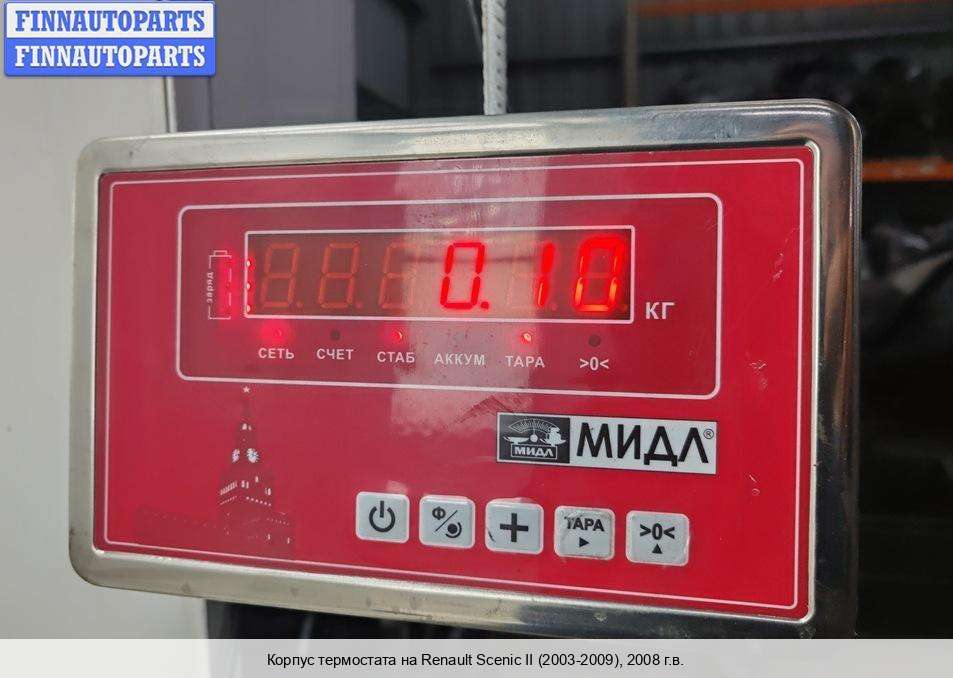 FINNAUTOPARTS
FINNAUTOPARTS
заряд
0.10
КГ
СЕТЬ СЧЕТ СТАБ АККУМ ТАРА >0<
МИДЛ МИДЛ®
Ф ТАРА >0<
Корпус термостата на Renault Scenic II (2003-2009), 2008 г.в.